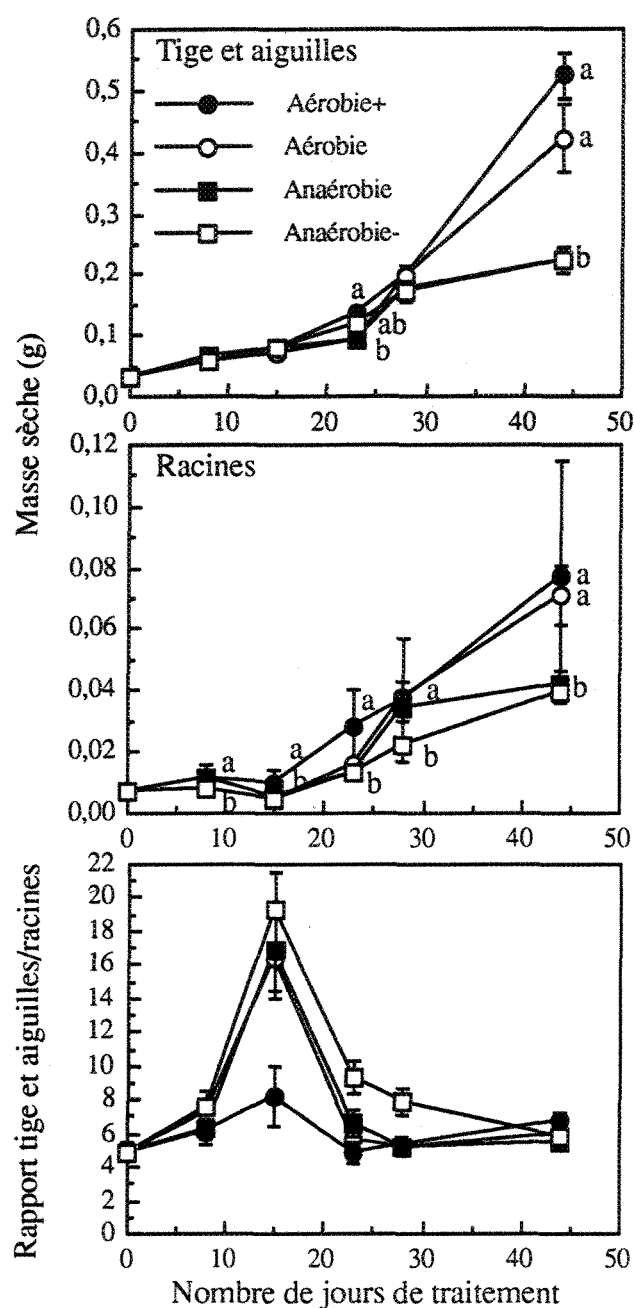 Tige et aiguilles
Aérobie+
Aérobie
Anaérobie
Anaérobie-
0,6
0,5
0,4
0,3
0,2
0,1
0,0
a
a
b
a
ab
b
0 10 20 30 40 50
Masse sèche (g)
Racines
0,12
0,10
0,08
0,06
0,04
0,02
0,00
a
b
a
b
a
b
a
b
a
a
b
0 10 20 30 40 50
Rapport tige et aiguilles/racines
22
20
18
16
14
12
10
8
6
4
2
0
0 10 20 30 40 50
Nombre de jours de traitement